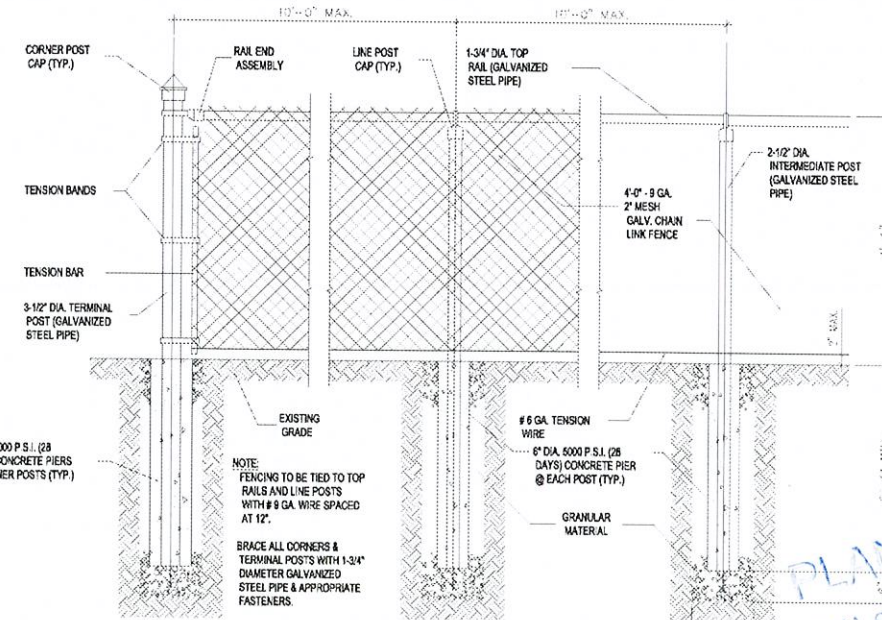 10'-0" MAX.
10'-0" MAX.
CORNER POST
CAP (TYP.)
RAIL END
ASSEMBLY
LINE POST
CAP (TYP.)
1-3/4" DIA. TOP
RAIL (GALVANIZED
STEEL PIPE)
2-1/2" DIA.
INTERMEDIATE POST
(GALVANIZED STEEL
PIPE)
TENSION BANDS
4'-0" - 9 GA.
2" MESH
GALV. CHAIN
LINK FENCE
TENSION BAR
3-1/2" DIA. TERMINAL
POST (GALVANIZED
STEEL PIPE)
2" MAX.
EXISTING
GRADE
# 6 GA. TENSION
WIRE
000 P.S.I. (28
CONCRETE PIERS
NER POSTS (TYP.)
6" DIA. 5000 P.S.I. (28
DAYS) CONCRETE PIER
@ EACH POST (TYP.)
NOTE:
FENCING TO BE TIED TO TOP
RAILS AND LINE POSTS
WITH # 9 GA. WIRE SPACED
AT 12".
GRANULAR
MATERIAL
BRACE ALL CORNERS &
TERMINAL POSTS WITH 1-3/4"
DIAMETER GALVANIZED
STEEL PIPE & APPROPRIATE
FASTENERS.
PLAN